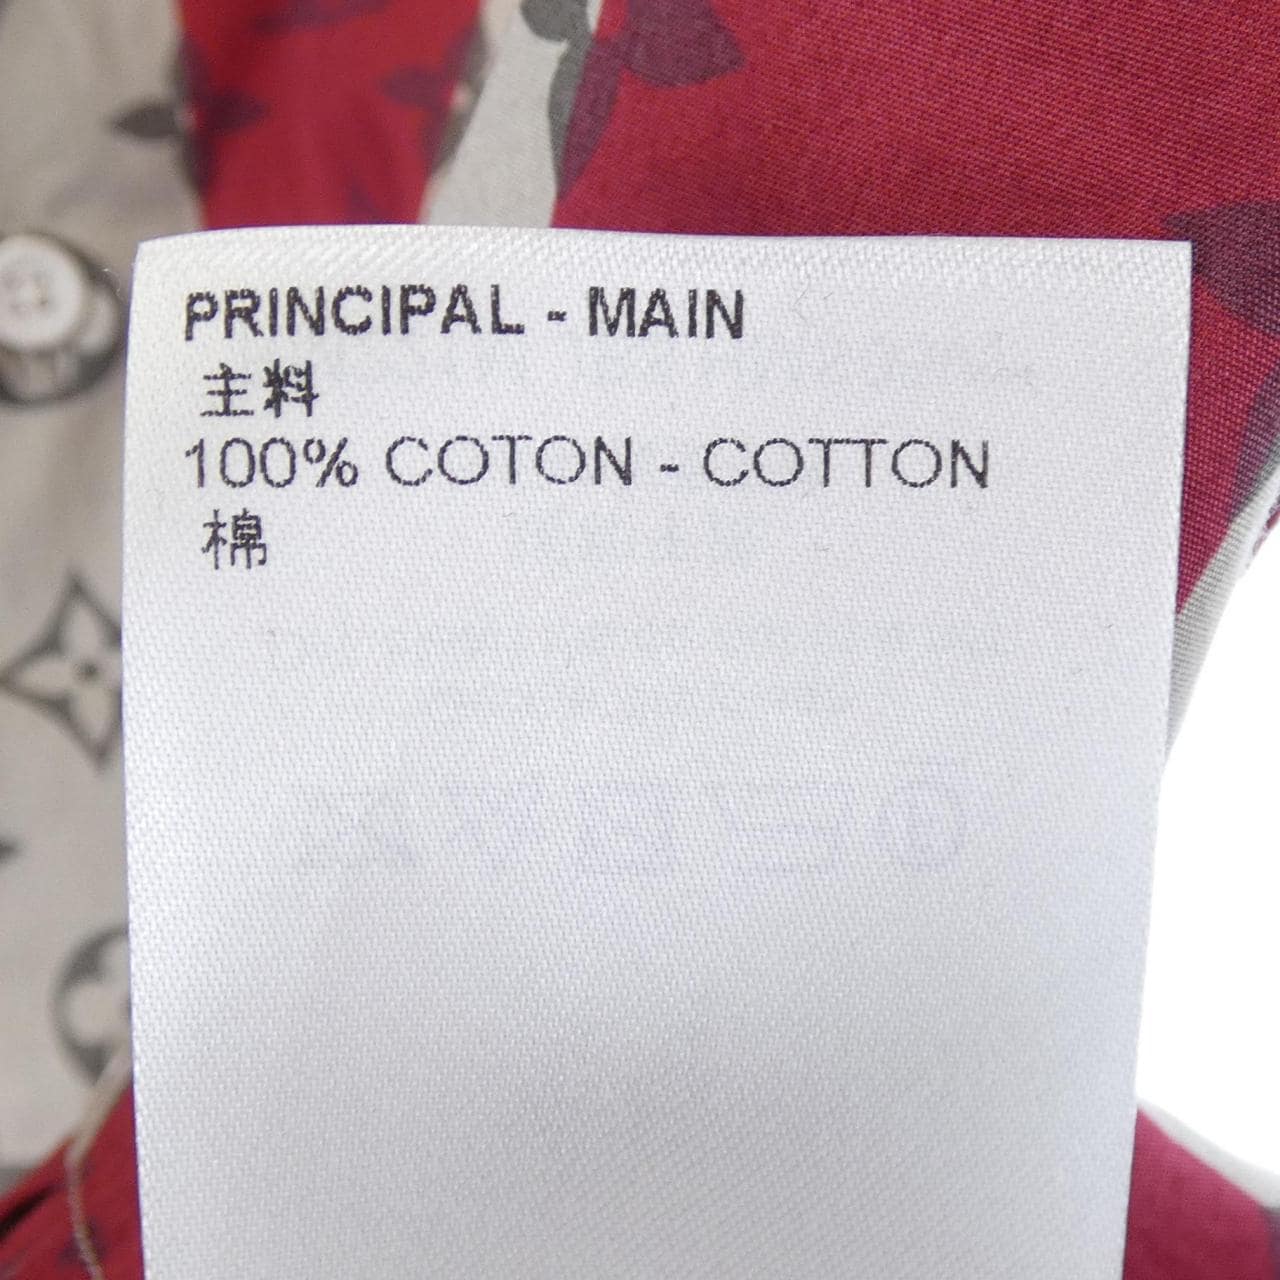 PRINCIPAL - MAIN
主料
100% COTON - COTTON
棉